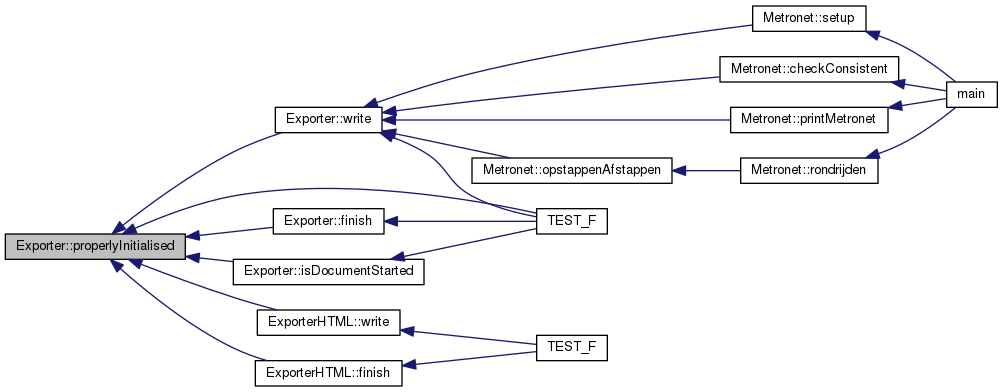 Metronet::setup
Metronet::checkConsistent
main
Exporter::write
Metronet::printMetronet
Metronet::opstappenAfstappen
Metronet::rondrijden
Exporter::finish
TEST_F
Exporter::properlyInitialised
Exporter::isDocumentStarted
ExporterHTML::write
TEST_F
ExporterHTML::finish